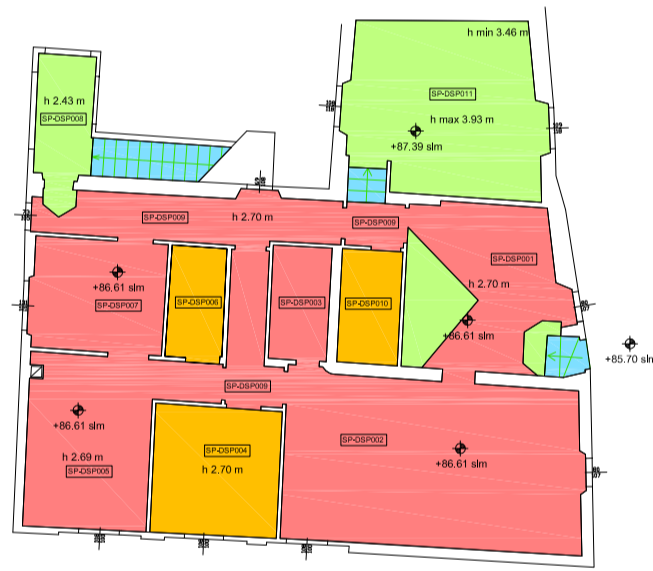 h min 3.46 m
SP-DSP011
h 2.43 m
SP-DSP008
h max 3.93 m
+87.39 slm
SP-DSP009
h 2.70 m
SP-DSP009
SP-DSP001
+86.61 slm
h 2.70 m
SP-DSP007
SP-DSP006
SP-DSP003
SP-DSP010
+86.61 slm
+85.70 sln
SP-DSP009
+86.61 slm
SP-DSP002
SP-DSP004
h 2.69 m
h 2.70 m
+86.61 slm
SP-DSP005